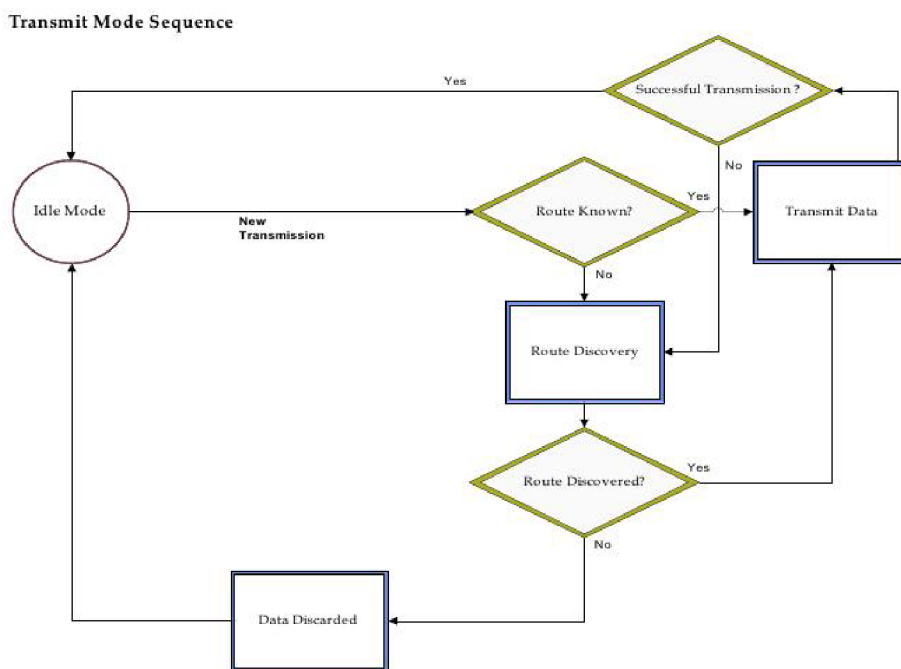 Transmit Mode Sequence
Yes
Successful Transmission ?
No
Idle Mode
New
Transmission
Route Known?
Yes
Transmit Data
No
Route Discovery
Route Discovered?
Yes
No
Data Discarded